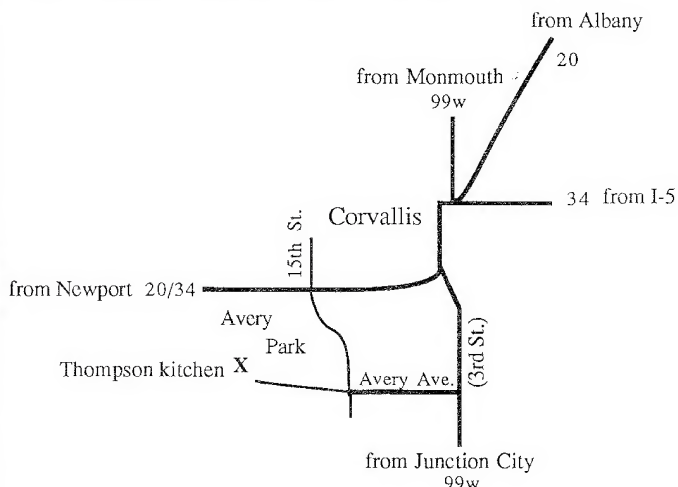 from Albany
20
from Monmouth
99w
34 from I-5
Corvallis
15th St.
from Newport 20/34
Avery
Park
(3rd St.)
Thompson kitchen X
Avery Ave.
from Junction City
99w